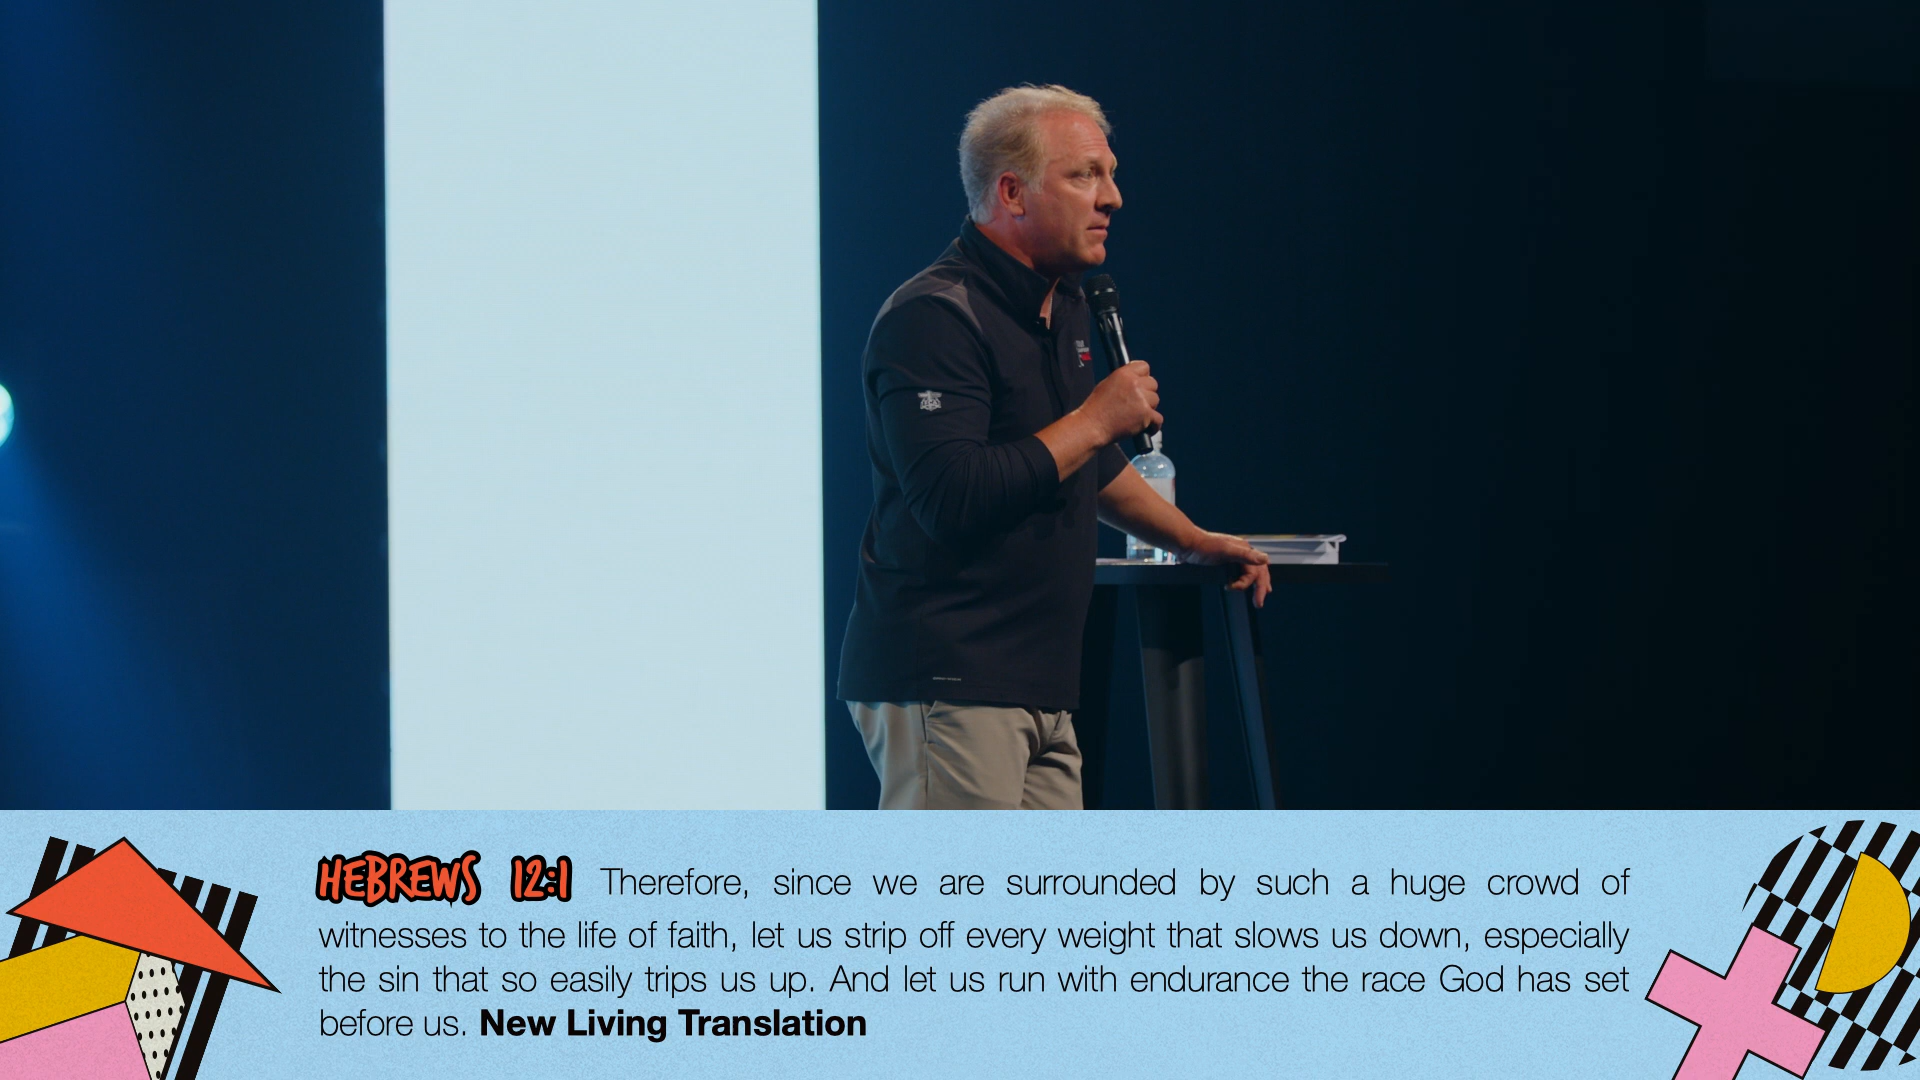 HEBREWS 12:1 Therefore, since we are surrounded by such a huge crowd of
witnesses to the life of faith, let us strip off every weight that slows us down, especially
the sin that so easily trips us up. And let us run with endurance the race God has set
before us. New Living Translation